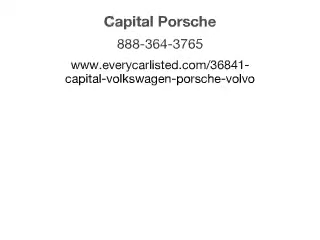 Capital Porsche
888-364-3765
www.everycarlisted.com/36841-
capital-volkswagen-porsche-volvo